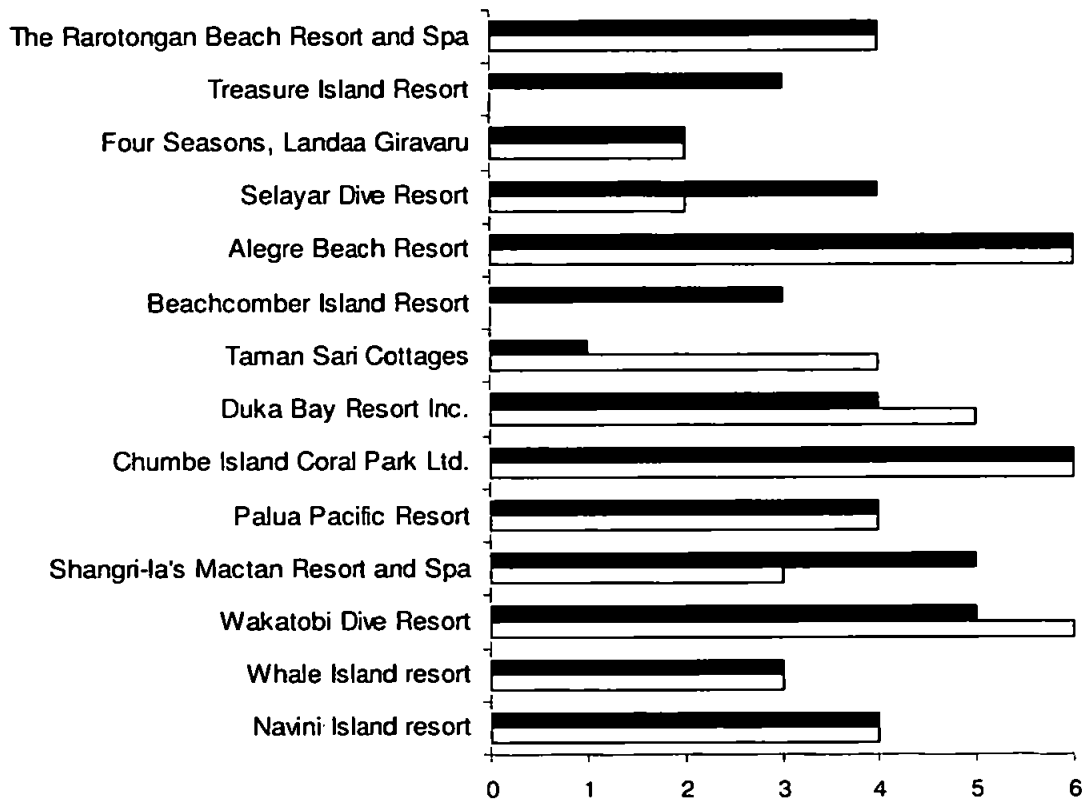 The Rarotongan Beach Resort and Spa
Treasure Island Resort
Four Seasons, Landaa Giravaru
Selayar Dive Resort
Alegre Beach Resort
Beachcomber Island Resort
Taman Sari Cottages
Duka Bay Resort Inc.
Chumbe Island Coral Park Ltd.
Palua Pacific Resort
Shangri-la's Mactan Resort and Spa
Wakatobi Dive Resort
Whale Island resort
Navini Island resort
0 1 2 3 4 5 6